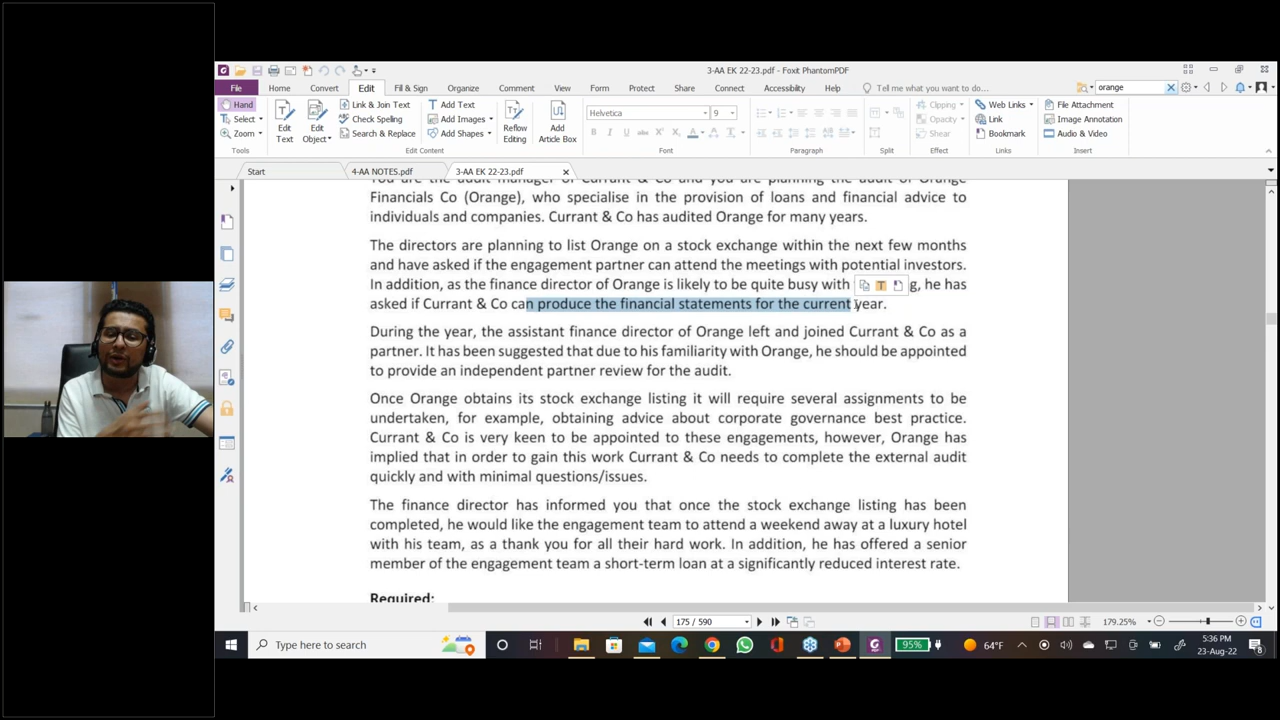 3-AA EK 22-23.pdf - Foxit PhantomPDF
File Home Convert Edit Fill & Sign Organize Comment View Form Protect Share Connect Accessibility Help Tell me what you want to do... orange
Hand Select Zoom Tools
Edit Text Edit Object Link & Join Text Check Spelling Search & Replace Edit Content
Add Text Add Images Add Shapes Reflow Editing Add Article Box
Helvetica 9 Font Paragraph Split
Clipping Opacity Shear Effect
Web Links Link Bookmark Links
File Attachment Image Annotation Audio & Video Insert
Start 4-AA NOTES.pdf 3-AA EK 22-23.pdf
You are the audit manager of Currant & Co and you are planning the audit of Orange
Financials Co (Orange), who specialise in the provision of loans and financial advice to
individuals and companies. Currant & Co has audited Orange for many years.
The directors are planning to list Orange on a stock exchange within the next few months
and have asked if the engagement partner can attend the meetings with potential investors.
In addition, as the finance director of Orange is likely to be quite busy with g, he has
asked if Currant & Co can produce the financial statements for the current year.
During the year, the assistant finance director of Orange left and joined Currant & Co as a
partner. It has been suggested that due to his familiarity with Orange, he should be appointed
to provide an independent partner review for the audit.
Once Orange obtains its stock exchange listing it will require several assignments to be
undertaken, for example, obtaining advice about corporate governance best practice.
Currant & Co is very keen to be appointed to these engagements, however, Orange has
implied that in order to gain this work Currant & Co needs to complete the external audit
quickly and with minimal questions/issues.
The finance director has informed you that once the stock exchange listing has been
completed, he would like the engagement team to attend a weekend away at a luxury hotel
with his team, as a thank you for all their hard work. In addition, he has offered a senior
member of the engagement team a short-term loan at a significantly reduced interest rate.
Required:
175 / 590 179.25%
Type here to search 95% 64°F 5:36 PM
23-Aug-22